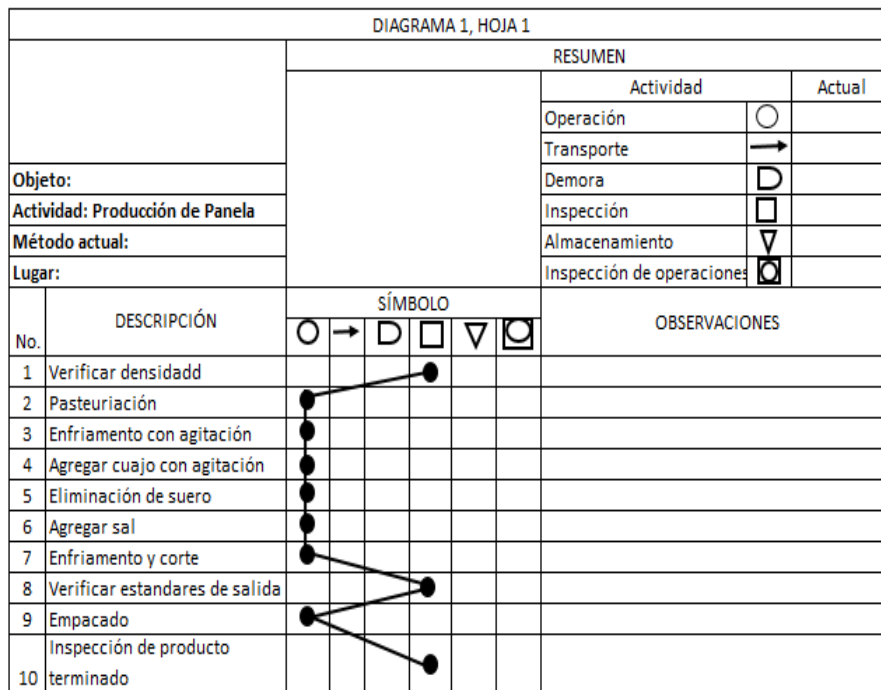 DIAGRAMA 1, HOJA 1
RESUMEN
Actividad Actual
Operación
Transporte
Objeto: Demora
Actividad: Producción de Panela Inspección
Método actual: Almacenamiento
Lugar: Inspección de operaciones
No. DESCRIPCIÓN SÍMBOLO OBSERVACIONES
1 Verificar densidadd
2 Pasteuriación
3 Enfriamento con agitación
4 Agregar cuajo con agitación
5 Eliminación de suero
6 Agregar sal
7 Enfriamento y corte
8 Verificar estandares de salida
9 Empacado
Inspección de producto
10 terminado